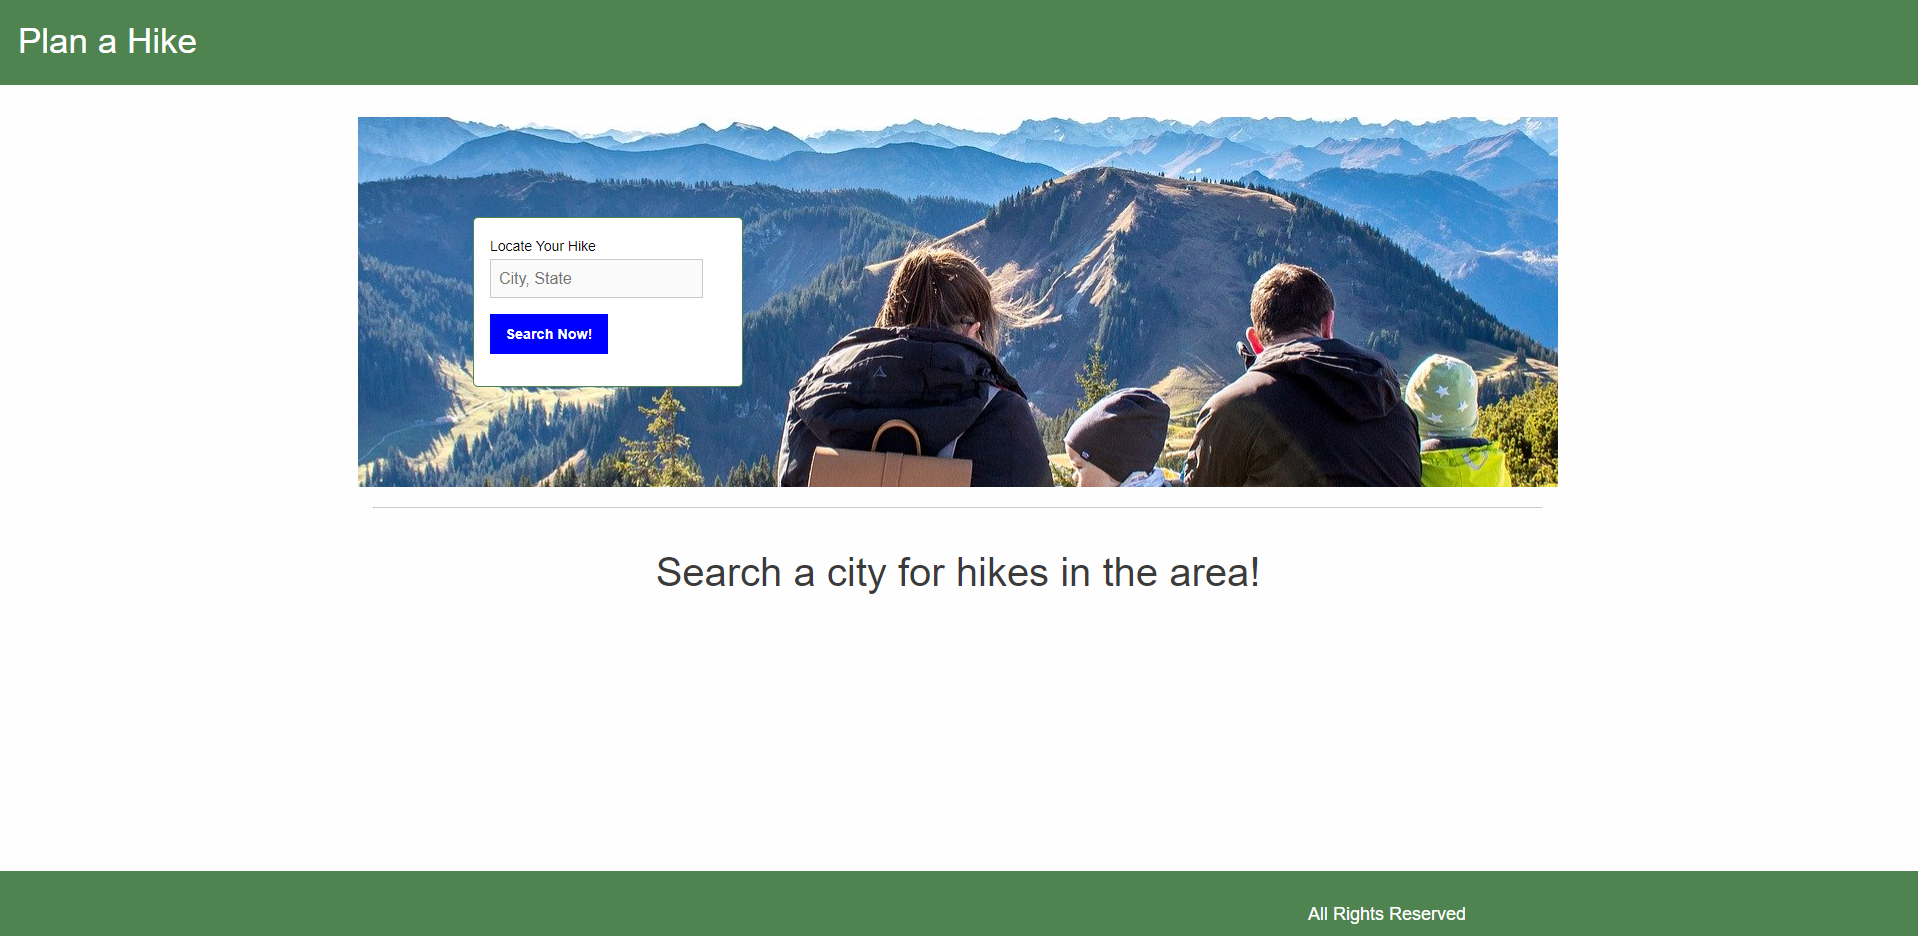 Plan a Hike
Locate Your Hike
City, State
Search Now!
Search a city for hikes in the area!
All Rights Reserved